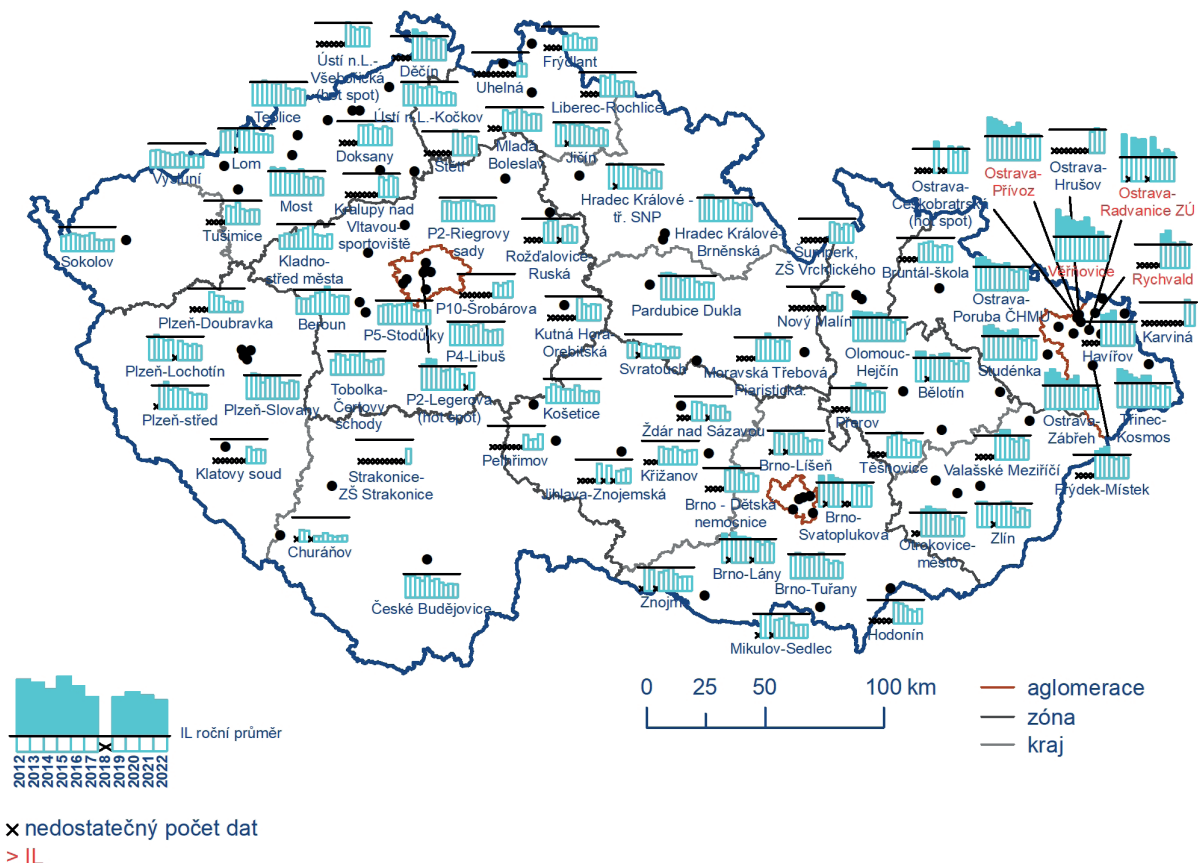 Ústí n.L.-
Všebořická
(hot spot)
Děčín
Uhelná
Frýdlant
Liberec-Rochlice
Teplice
Ústí n.L.-Kočkov
Lom
Doksany
Štětí
Mladá
Boleslav
Jičín
Výsluní
Most
Tušimice
Kralupy nad
Vltavou-
sportoviště
P2-Riegrovy
sady
Hradec Králové -
tř. SNP
Hradec Králové-
Brněnská
Sokolov
Kladno-
střed města
Rožďalovice-
Ruská
Šumperk,
ZŠ Vrchlického
Bruntál-škola
Ostrava-
Českobratrská
(hot spot)
Ostrava-
Přívoz
Ostrava-
Hrušov
Ostrava-
Radvanice ZÚ
Věřňovice
Rychvald
Ostrava-
Poruba ČHMÚ
Plzeň-Doubravka
Beroun
P5-Stodůlky
P10-Šrobárova
P4-Libuš
Kutná Hora-
Orebitská
Pardubice Dukla
Nový Malín
Havířov
Karviná
Plzeň-Lochotín
Plzeň-střed
Plzeň-Slovany
Tobolka-
Čertovy
schody
P2-Legerova
(hot spot)
Košetice
Svratouch
Moravská Třebová
Piaristická.
Olomouc-
Hejčín
Bělotín
Studénka
Ostrava-
Zábřeh
Třinec-
Kosmos
Klatovy soud
Strakonice-
ZŠ Strakonice
Pelhřimov
Ždár nad Sázavou
Křižanov
Jihlava-Znojemská
Přerov
Těšnovice
Valašské Meziříčí
Frýdek-Místek
Brno-Líšeň
Brno - Dětská
nemocnice
Brno-
Svatoplukova
Otrokovice-
město
Zlín
Churáňov
České Budějovice
Brno-Lány
Brno-Tuřany
Znojmo
Mikulov-Sedlec
Hodonín
IL roční průměr
2012
2013
2014
2015
2016
2017
2018
2019
2020
2021
2022
0 25 50 100 km
aglomerace
zóna
kraj
x nedostatečný počet dat
> IL